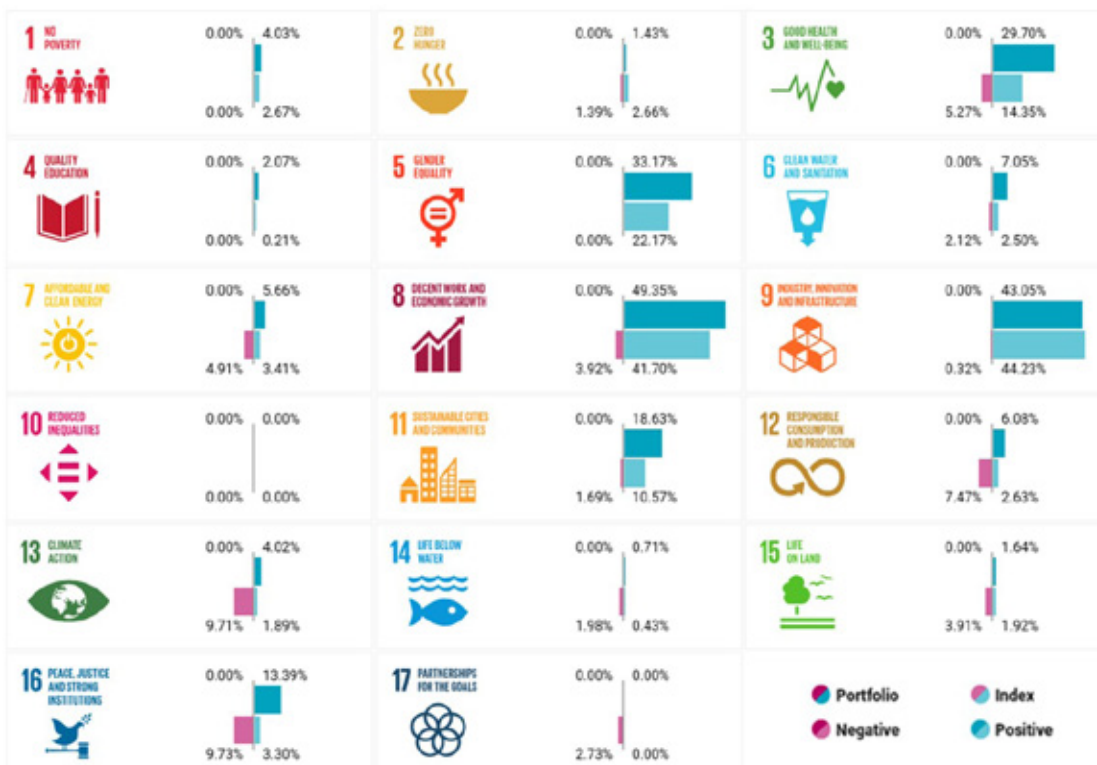 1 NO
POVERTY
0.00% 4.03%
0.00% 2.67%
2 ZERO
HUNGER
0.00% 1.43%
1.39% 2.66%
3 GOOD HEALTH
AND WELL-BEING
0.00% 29.70%
5.27% 14.35%
4 QUALITY
EDUCATION
0.00% 2.07%
0.00% 0.21%
5 GENDER
EQUALITY
0.00% 33.17%
0.00% 22.17%
6 CLEAN WATER
AND SANITATION
0.00% 7.05%
2.12% 2.50%
7 AFFORDABLE AND
CLEAN ENERGY
0.00% 5.66%
4.91% 3.41%
8 DECENT WORK AND
ECONOMIC GROWTH
0.00% 49.35%
3.92% 41.70%
9 INDUSTRY, INNOVATION
AND INFRASTRUCTURE
0.00% 43.05%
0.32% 44.23%
10 REDUCED
INEQUALITIES
0.00% 0.00%
0.00% 0.00%
11 SUSTAINABLE CITIES
AND COMMUNITIES
0.00% 18.63%
1.69% 10.57%
12 RESPONSIBLE
CONSUMPTION
AND PRODUCTION
0.00% 6.08%
7.47% 2.63%
13 CLIMATE
ACTION
0.00% 4.02%
9.71% 1.89%
14 LIFE BELOW
WATER
0.00% 0.71%
1.98% 0.43%
15 LIFE
ON LAND
0.00% 1.64%
3.91% 1.92%
16 PEACE, JUSTICE
AND STRONG
INSTITUTIONS
0.00% 13.39%
9.73% 3.30%
17 PARTNERSHIPS
FOR THE GOALS
0.00% 0.00%
2.73% 0.00%
Portfolio Index
Negative Positive